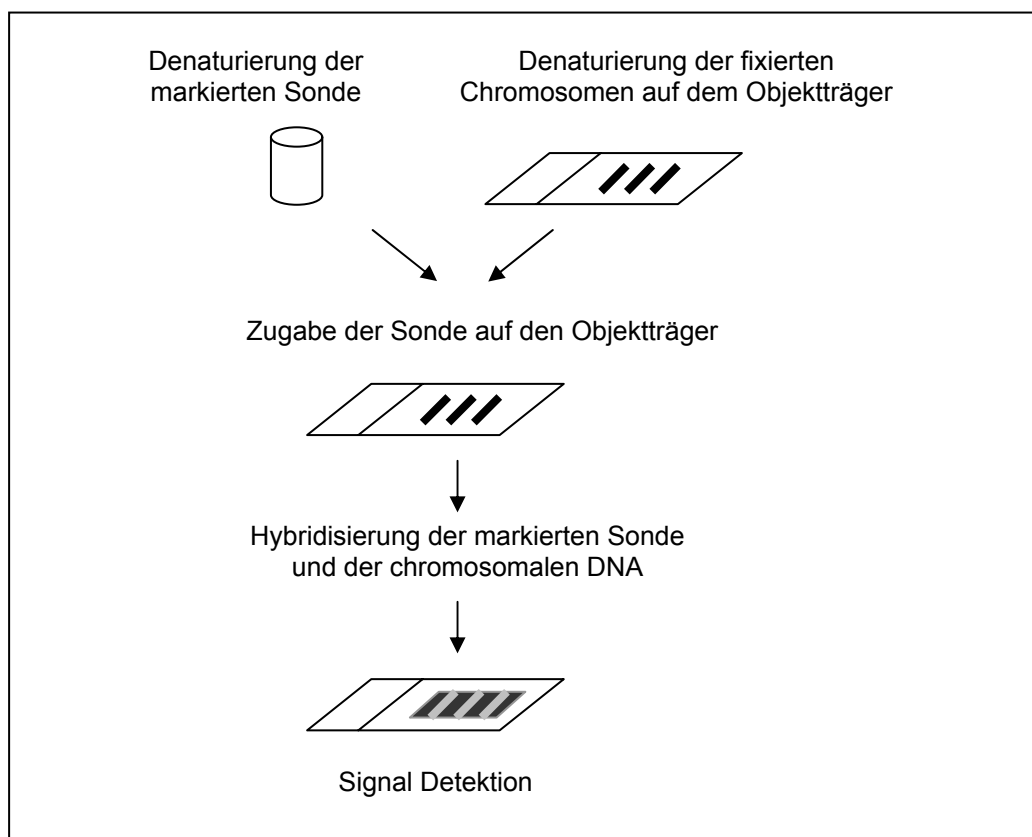 Denaturierung der
markierten Sonde
Denaturierung der fixierten
Chromosomen auf dem Objektträger
Zugabe der Sonde auf den Objektträger
Hybridisierung der markierten Sonde
und der chromosomalen DNA
Signal Detektion